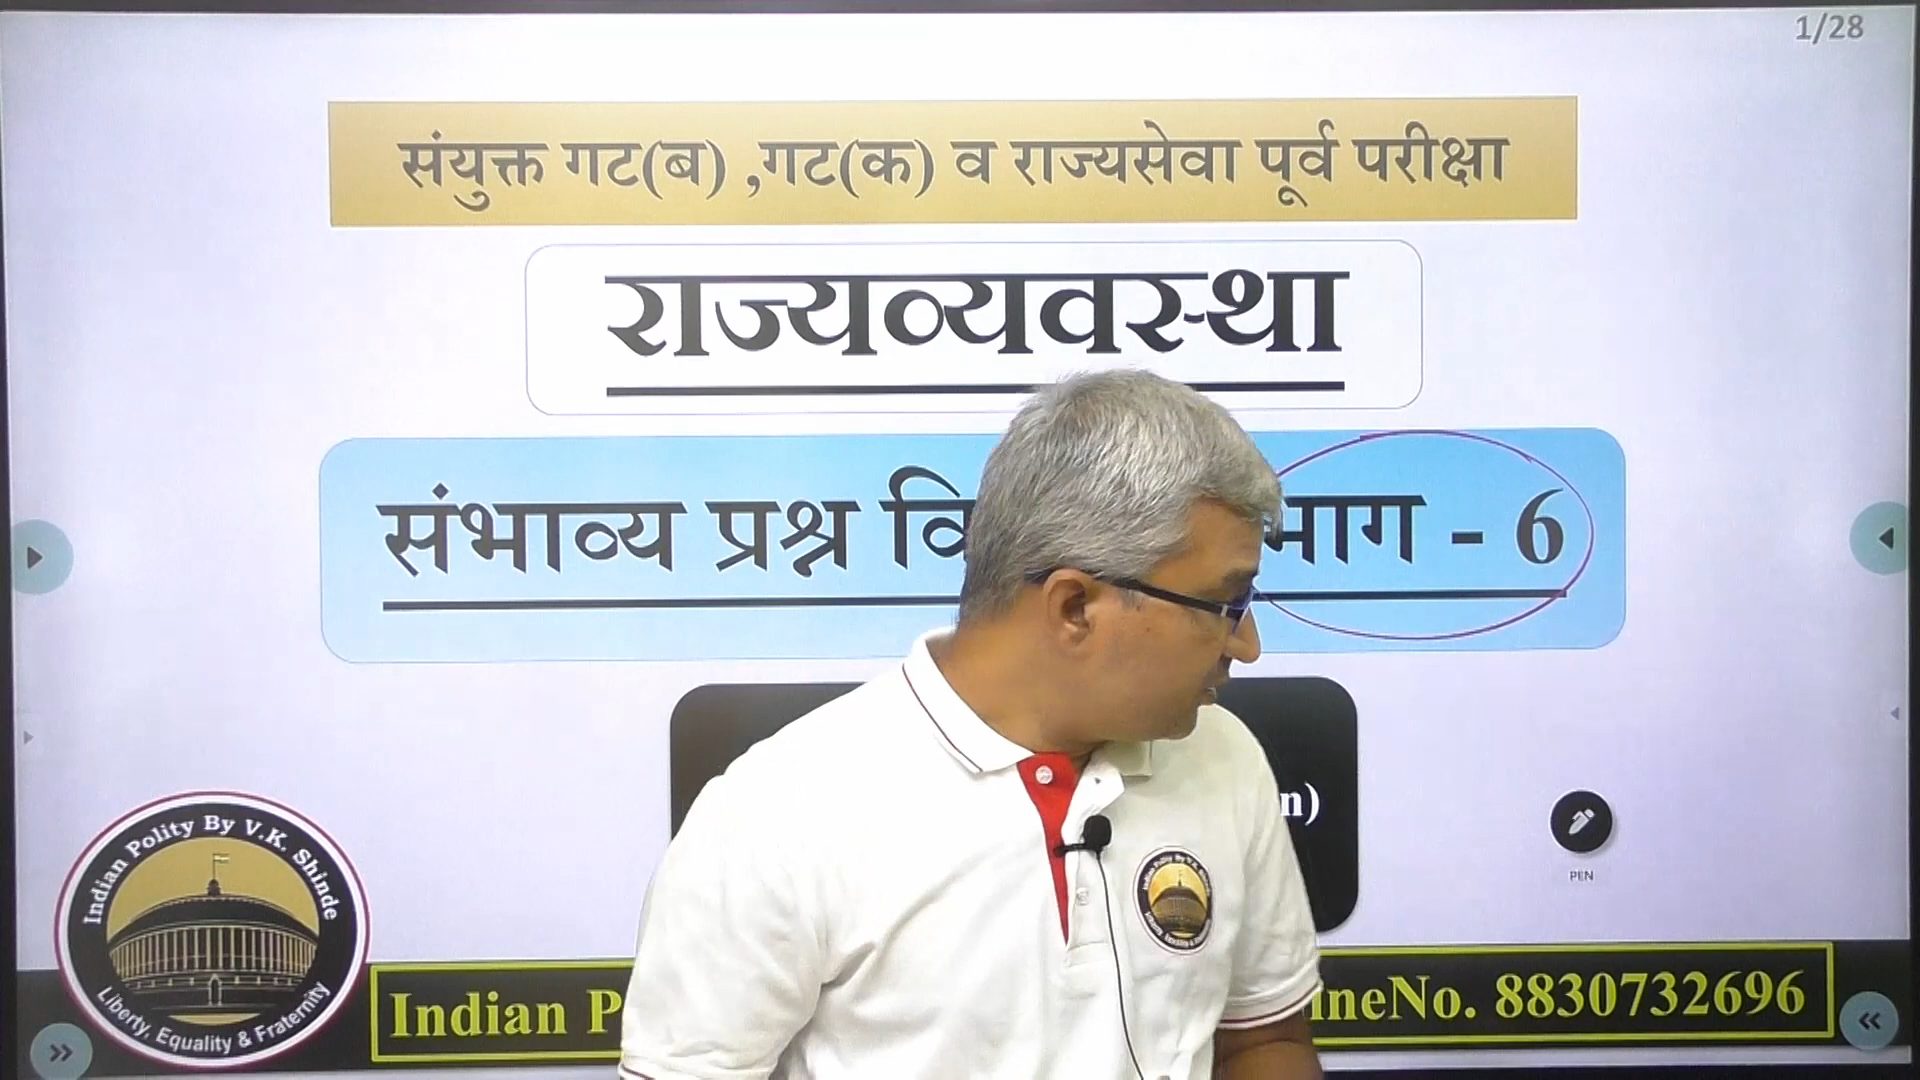 1/28
संयुक्त गट(ब) ,गट(क) व राज्यसेवा पूर्व परीक्षा
राज्यव्यवस्था
संभाव्य प्रश्न वि
भाग - 6
n)
PEN
Indian Polity By V.K. Shinde
Liberty, Equality & Fraternity
Indian P
ineNo. 8830732696